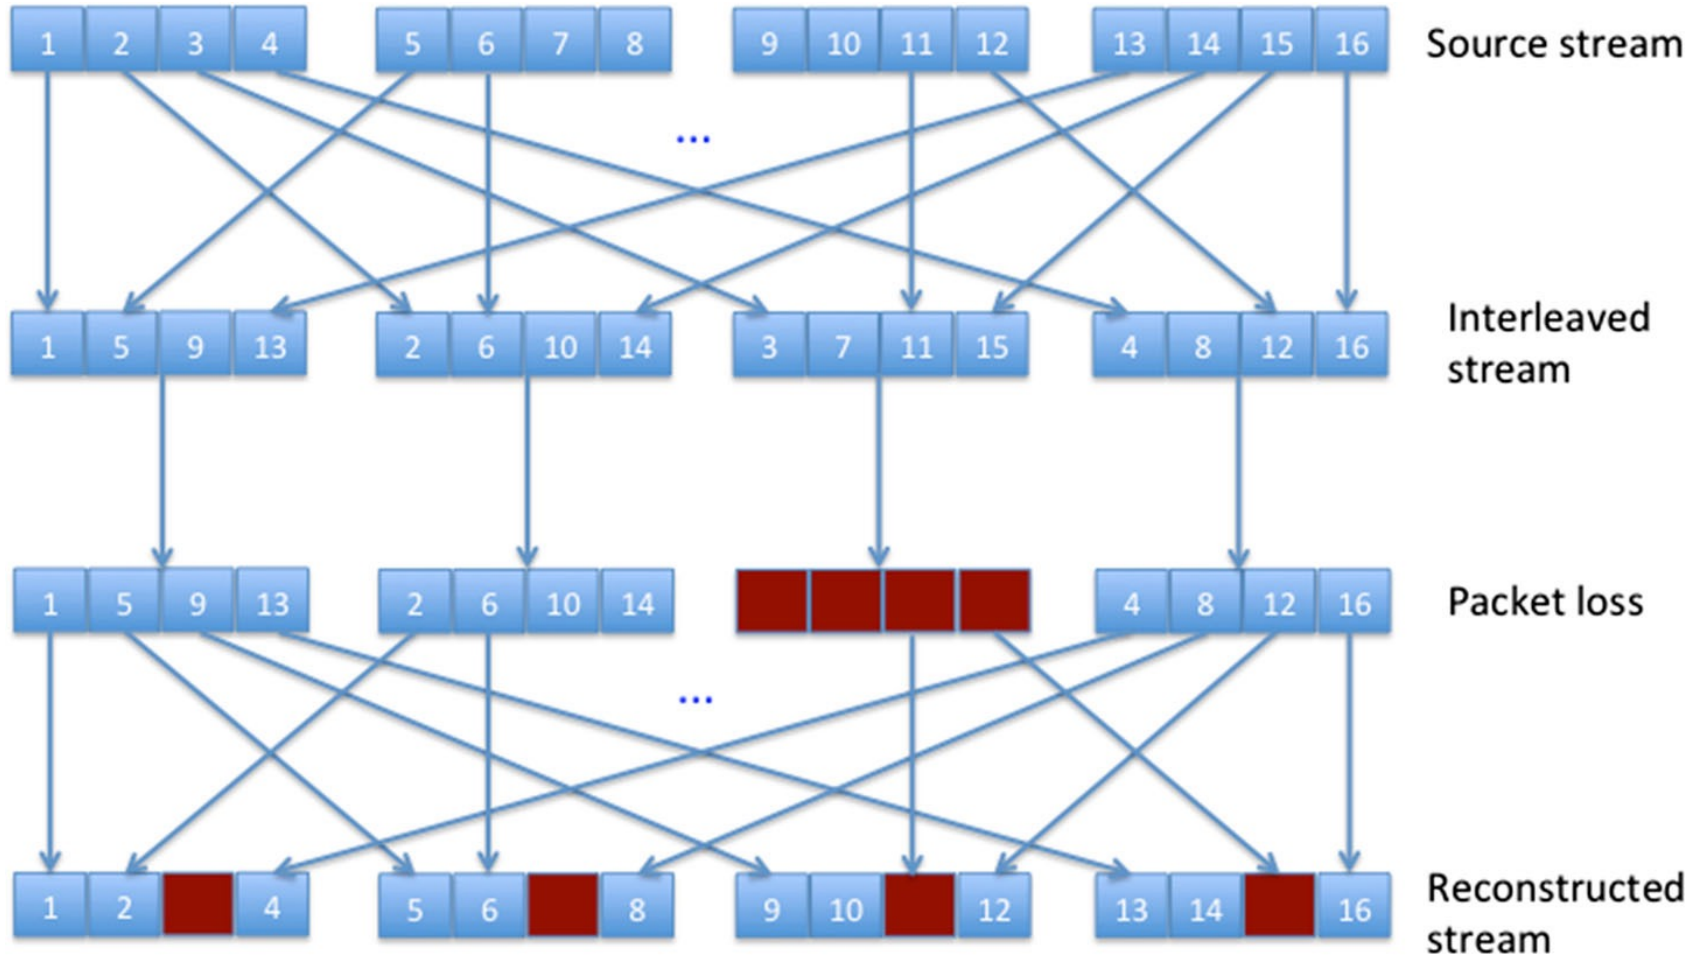 1 2 3 4 5 6 7 8 9 10 11 12 13 14 15 16 Source stream
...
1 5 9 13 2 6 10 14 3 7 11 15 4 8 12 16 Interleaved
stream
1 5 9 13 2 6 10 14 4 8 12 16 Packet loss
...
1 2 4 5 6 8 9 10 12 13 14 16 Reconstructed
stream